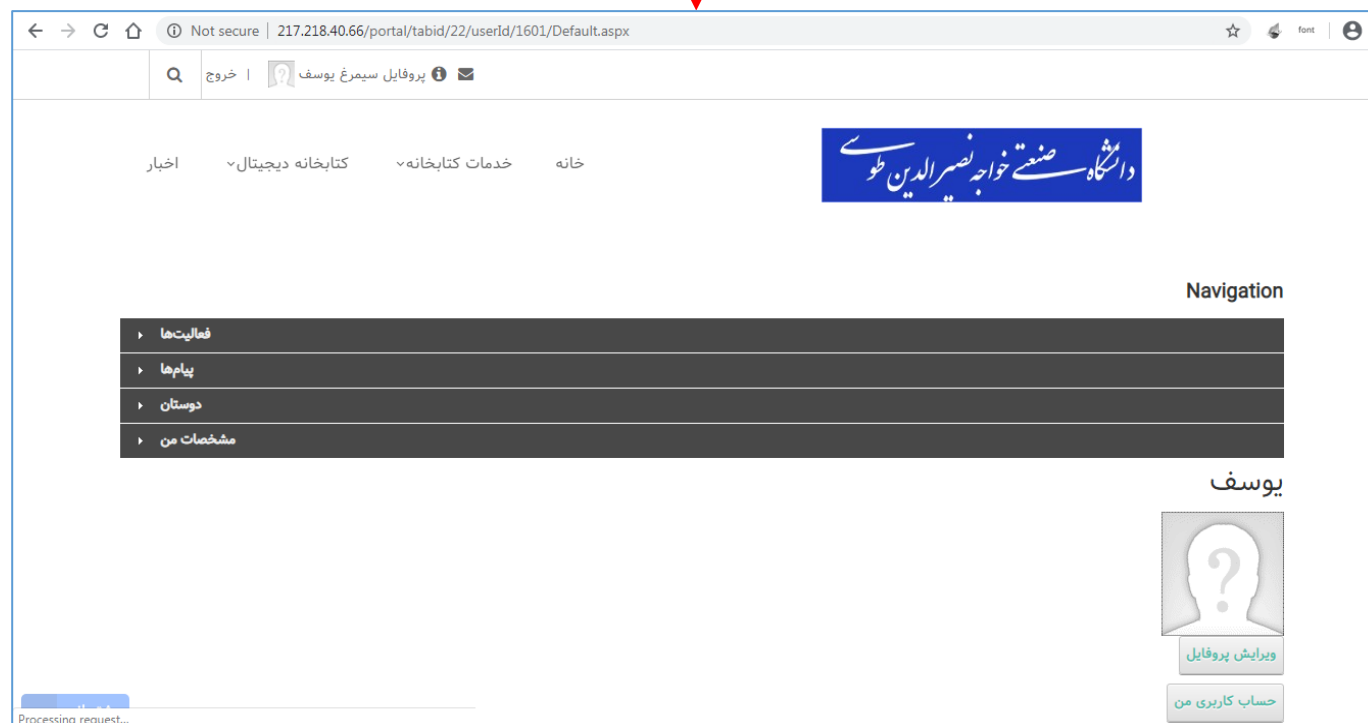 Not secure | 217.218.40.66/portal/tabid/22/userId/1601/Default.aspx
font
پروفایل سیمرغ یوسف | خروج
دانشگاه صنعتی خواجه نصیرالدین طوسی
خانه خدمات کتابخانه کتابخانه دیجیتال اخبار
Navigation
فعالیت‌ها
پیام‌ها
دوستان
مشخصات من
یوسف
?
ویرایش پروفایل
حساب کاربری من
Processing request...